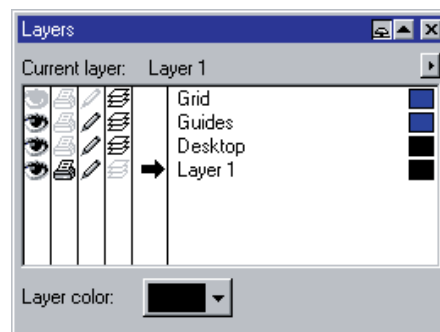 Layers
Current layer: Layer 1
Grid
Guides
Desktop
Layer 1
Layer color: